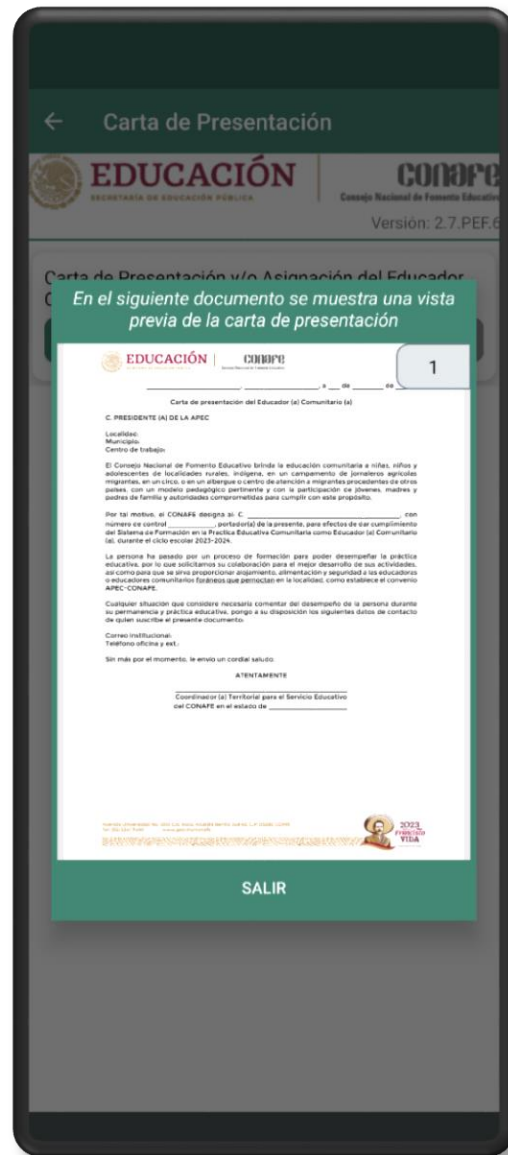 Carta de Presentación
EDUCACIÓN
SECRETARÍA DE EDUCACIÓN PÚBLICA
CONAFE
Consejo Nacional de Fomento Educativo
Versión: 2.7.PEF.6
Carta de Presentación y/o Asignación del Educador
En el siguiente documento se muestra una vista
previa de la carta de presentación
1
EDUCACIÓN
CONAFE
____, ____, a __ de ____ de
Carta de presentación del Educador (a) Comunitario (a)
C. PRESIDENTE (A) DE LA APEC
Localidad:
Municipio:
Centro de trabajo:
El Consejo Nacional de Fomento Educativo brinda la educación comunitaria a niñas, niños y
adolescentes de localidades rurales, indígena, en un campamento de jornaleros agrícolas
migrantes, en un circo, o en un albergue o centro de atención a migrantes procedentes de otros
países, con un modelo pedagógico pertinente y con la participación de jóvenes, madres y
padres de familia y autoridades comprometidas para cumplir con este propósito.
Por tal motivo, el CONAFE designa a: C. ____, con
número de control ____, portador(a) de la presente, para efectos de dar cumplimiento
del Sistema de Formación en la Practica Educativa Comunitaria como Educador (a) Comunitario
(a), durante el ciclo escolar 2023-2024.
La persona ha pasado por un proceso de formación para poder desempeñar la práctica
educativa, por lo que solicitamos su colaboración para el mejor desarrollo de sus actividades,
así como para que se sirva proporcionar alojamiento, alimentación y seguridad a las educadoras
o educadores comunitarios foráneos que pernoctan en la localidad, como establece el convenio
APEC-CONAFE.
Cualquier situación que considere necesaria comentar del desempeño de la persona durante
su permanencia y práctica educativa, pongo a su disposición los siguientes datos de contacto
de quien suscribe el presente documento:
Correo institucional:
Teléfono oficina y ext.:
Sin más por el momento, le envío un cordial saludo.
ATENTAMENTE
Coordinador (a) Territorial para el Servicio Educativo
del CONAFE en el estado de ____
2023
Francisco
VILLA
SALIR